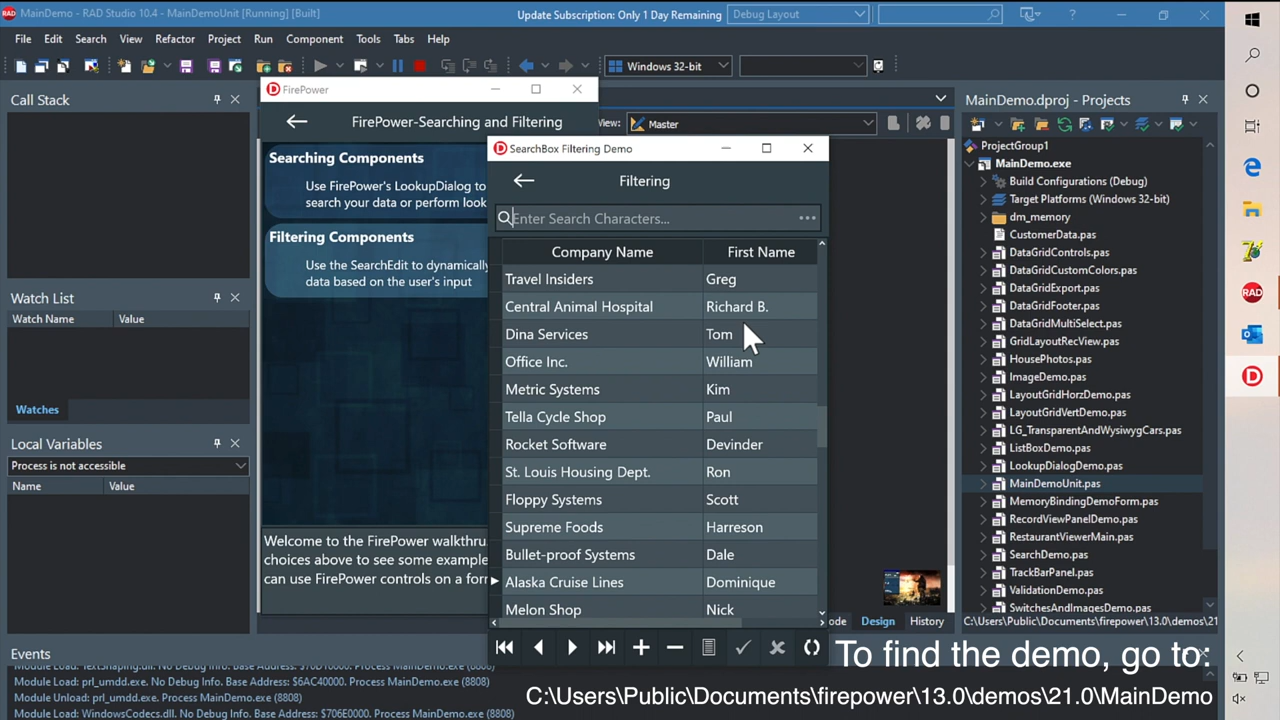 MainDemo - RAD Studio 10.4 - MainDemoUnit [Running] [Built]
Update Subscription: Only 1 Day Remaining
Debug Layout
File Edit Search View Refactor Project Run Component Tools Tabs Help
Windows 32-bit
Call Stack
Watch List
Name Value
Watches
Local Variables
Process is not accessible
Name Value
Events
Module Load: prl_umdd.exe. No Debug Info. Base Address: $6AC40000. Process MainDemo.exe (8808)
Module Unload: prl_umdd.exe. Process MainDemo.exe (8808)
Module Load: WindowsCodecs.dll. No Debug Info. Base Address: $706E0000. Process MainDemo.exe (8808)
FirePower
FirePower-Searching and Filtering
Searching Components
Use FirePower's LookupDialog to
search your data or perform look
Filtering Components
Use the SearchEdit to dynamically
data based on the user's input
Welcome to the FirePower walkthru.
choices above to see some example
can use FirePower controls on a form
View:
Master
SearchBox Filtering Demo
Filtering
Enter Search Characters...
Company Name First Name
Travel Insiders Greg
Central Animal Hospital Richard B.
Dina Services Tom
Office Inc. William
Metric Systems Kim
Tella Cycle Shop Paul
Rocket Software Devinder
St. Louis Housing Dept. Ron
Floppy Systems Scott
Supreme Foods Harreson
Bullet-proof Systems Dale
Alaska Cruise Lines Dominique
Melon Shop Nick
ode Design History
MainDemo.dproj - Projects
ProjectGroup1
MainDemo.exe
Build Configurations (Debug)
Target Platforms (Windows 32-bit)
dm_memory
CustomerData.pas
DataGridControls.pas
DataGridCustomColors.pas
DataGridExport.pas
DataGridFooter.pas
DataGridMultiSelect.pas
GridLayoutRecView.pas
HousePhotos.pas
ImageDemo.pas
LayoutGridHorzDemo.pas
LayoutGridVertDemo.pas
LG_TransparentAndWysiwygCars.pas
ListBoxDemo.pas
LookupDialogDemo.pas
MainDemoUnit.pas
MemoryBindingDemoForm.pas
RecordViewPanelDemo.pas
RestaurantViewerMain.pas
SearchDemo.pas
TrackBarPanel.pas
ValidationDemo.pas
SwitchesAndImagesDemo.pas
C:\Users\Public\Documents\firepower\13.0\demos\21
To find the demo, go to:
C:\Users\Public\Documents\firepower\13.0\demos\21.0\MainDemo